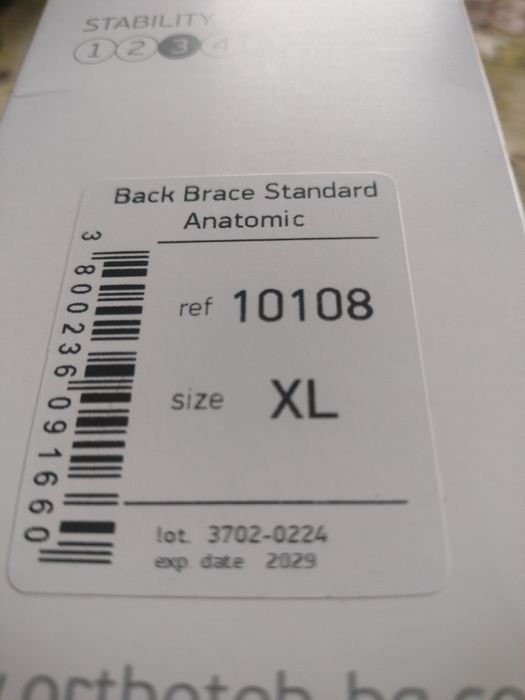 STABILITY
1 2 3 4
Back Brace Standard
Anatomic
ref 10108
size XL
lot. 3702-0224
exp. date 2029
3 800236 091660